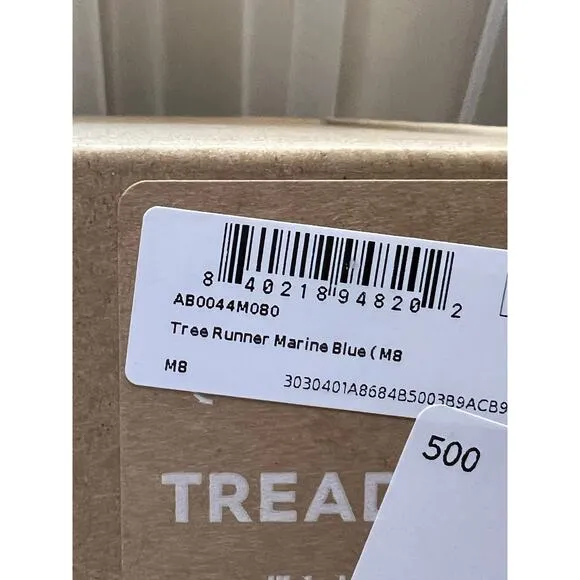 8 40218 94820 2
AB0044M080
Tree Runner Marine Blue ( M8
M8
3030401A8684B5003B9ACB9
500
TREAD